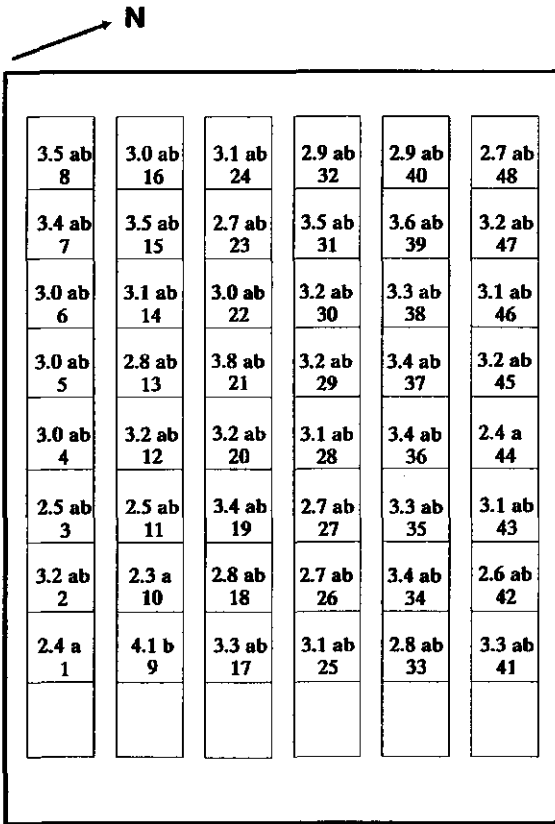 N
3.5 ab 3.0 ab 3.1 ab 2.9 ab 2.9 ab 2.7 ab
8 16 24 32 40 48
3.4 ab 3.5 ab 2.7 ab 3.5 ab 3.6 ab 3.2 ab
7 15 23 31 39 47
3.0 ab 3.1 ab 3.0 ab 3.2 ab 3.3 ab 3.1 ab
6 14 22 30 38 46
3.0 ab 2.8 ab 3.8 ab 3.2 ab 3.4 ab 3.2 ab
5 13 21 29 37 45
3.0 ab 3.2 ab 3.2 ab 3.1 ab 3.4 ab 2.4 a
4 12 20 28 36 44
2.5 ab 2.5 ab 3.4 ab 2.7 ab 3.3 ab 3.1 ab
3 11 19 27 35 43
3.2 ab 2.3 a 2.8 ab 2.7 ab 3.4 ab 2.6 ab
2 10 18 26 34 42
2.4 a 4.1 b 3.3 ab 3.1 ab 2.8 ab 3.3 ab
1 9 17 25 33 41